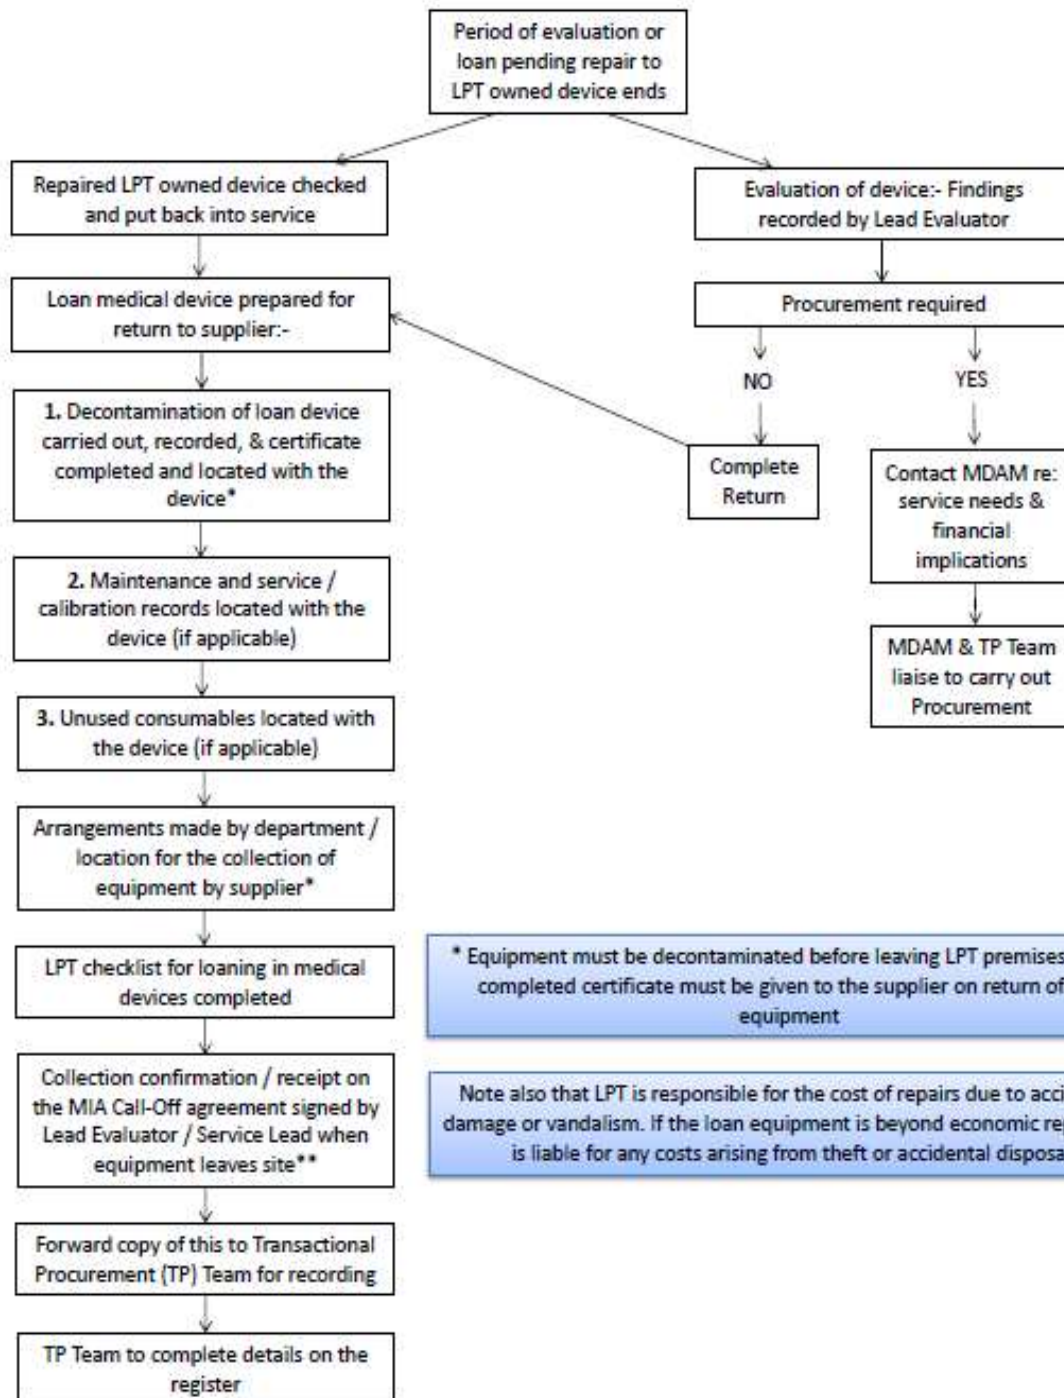 Period of evaluation or
loan pending repair to
LPT owned device ends
Repaired LPT owned device checked
and put back into service
Evaluation of device:- Findings
recorded by Lead Evaluator
Loan medical device prepared for
return to supplier:-
Procurement required
NO
YES
1. Decontamination of loan device
carried out, recorded, & certificate
completed and located with the
device*
Complete
Return
Contact MDAM re:
service needs &
financial
implications
2. Maintenance and service /
calibration records located with the
device (if applicable)
MDAM & TP Team
liaise to carry out
Procurement
3. Unused consumables located with
the device (if applicable)
Arrangements made by department /
location for the collection of
equipment by supplier*
LPT checklist for loaning in medical
devices completed
* Equipment must be decontaminated before leaving LPT premises
completed certificate must be given to the supplier on return of
equipment
Collection confirmation / receipt on
the MIA Call-Off agreement signed by
Lead Evaluator / Service Lead when
equipment leaves site**
Note also that LPT is responsible for the cost of repairs due to
damage or vandalism. If the loan equipment is beyond economic
is liable for any costs arising from theft or accidental
Forward copy of this to Transactional
Procurement (TP) Team for recording
TP Team to complete details on the
register